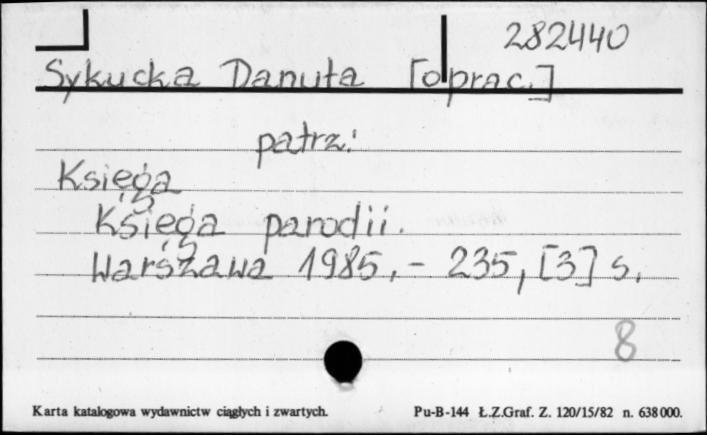 282440
Sykucka Danuta [oprac.]
patrz:
Księga
Księga parodii.
Warszawa 1985, - 235, [3] s.
8
Karta katalogowa wydawnictw ciągłych i zwartych. Pu-B-144 Ł.Z.Graf. Z. 120/15/82 n. 638000.